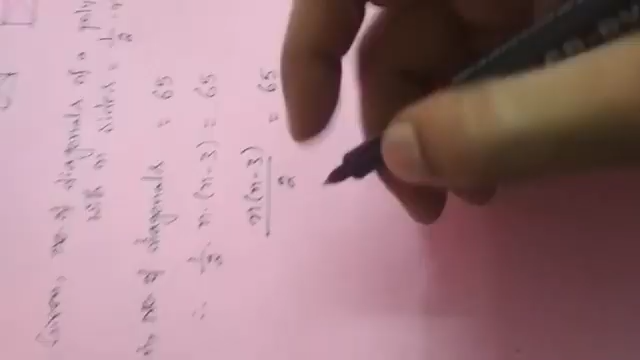 Given, no of diagonals of a poly
with n sides = 1/2 · n
no of diagonals = 65
∴ 1/2 · n · (n-3) = 65
n(n-3)/2 = 65